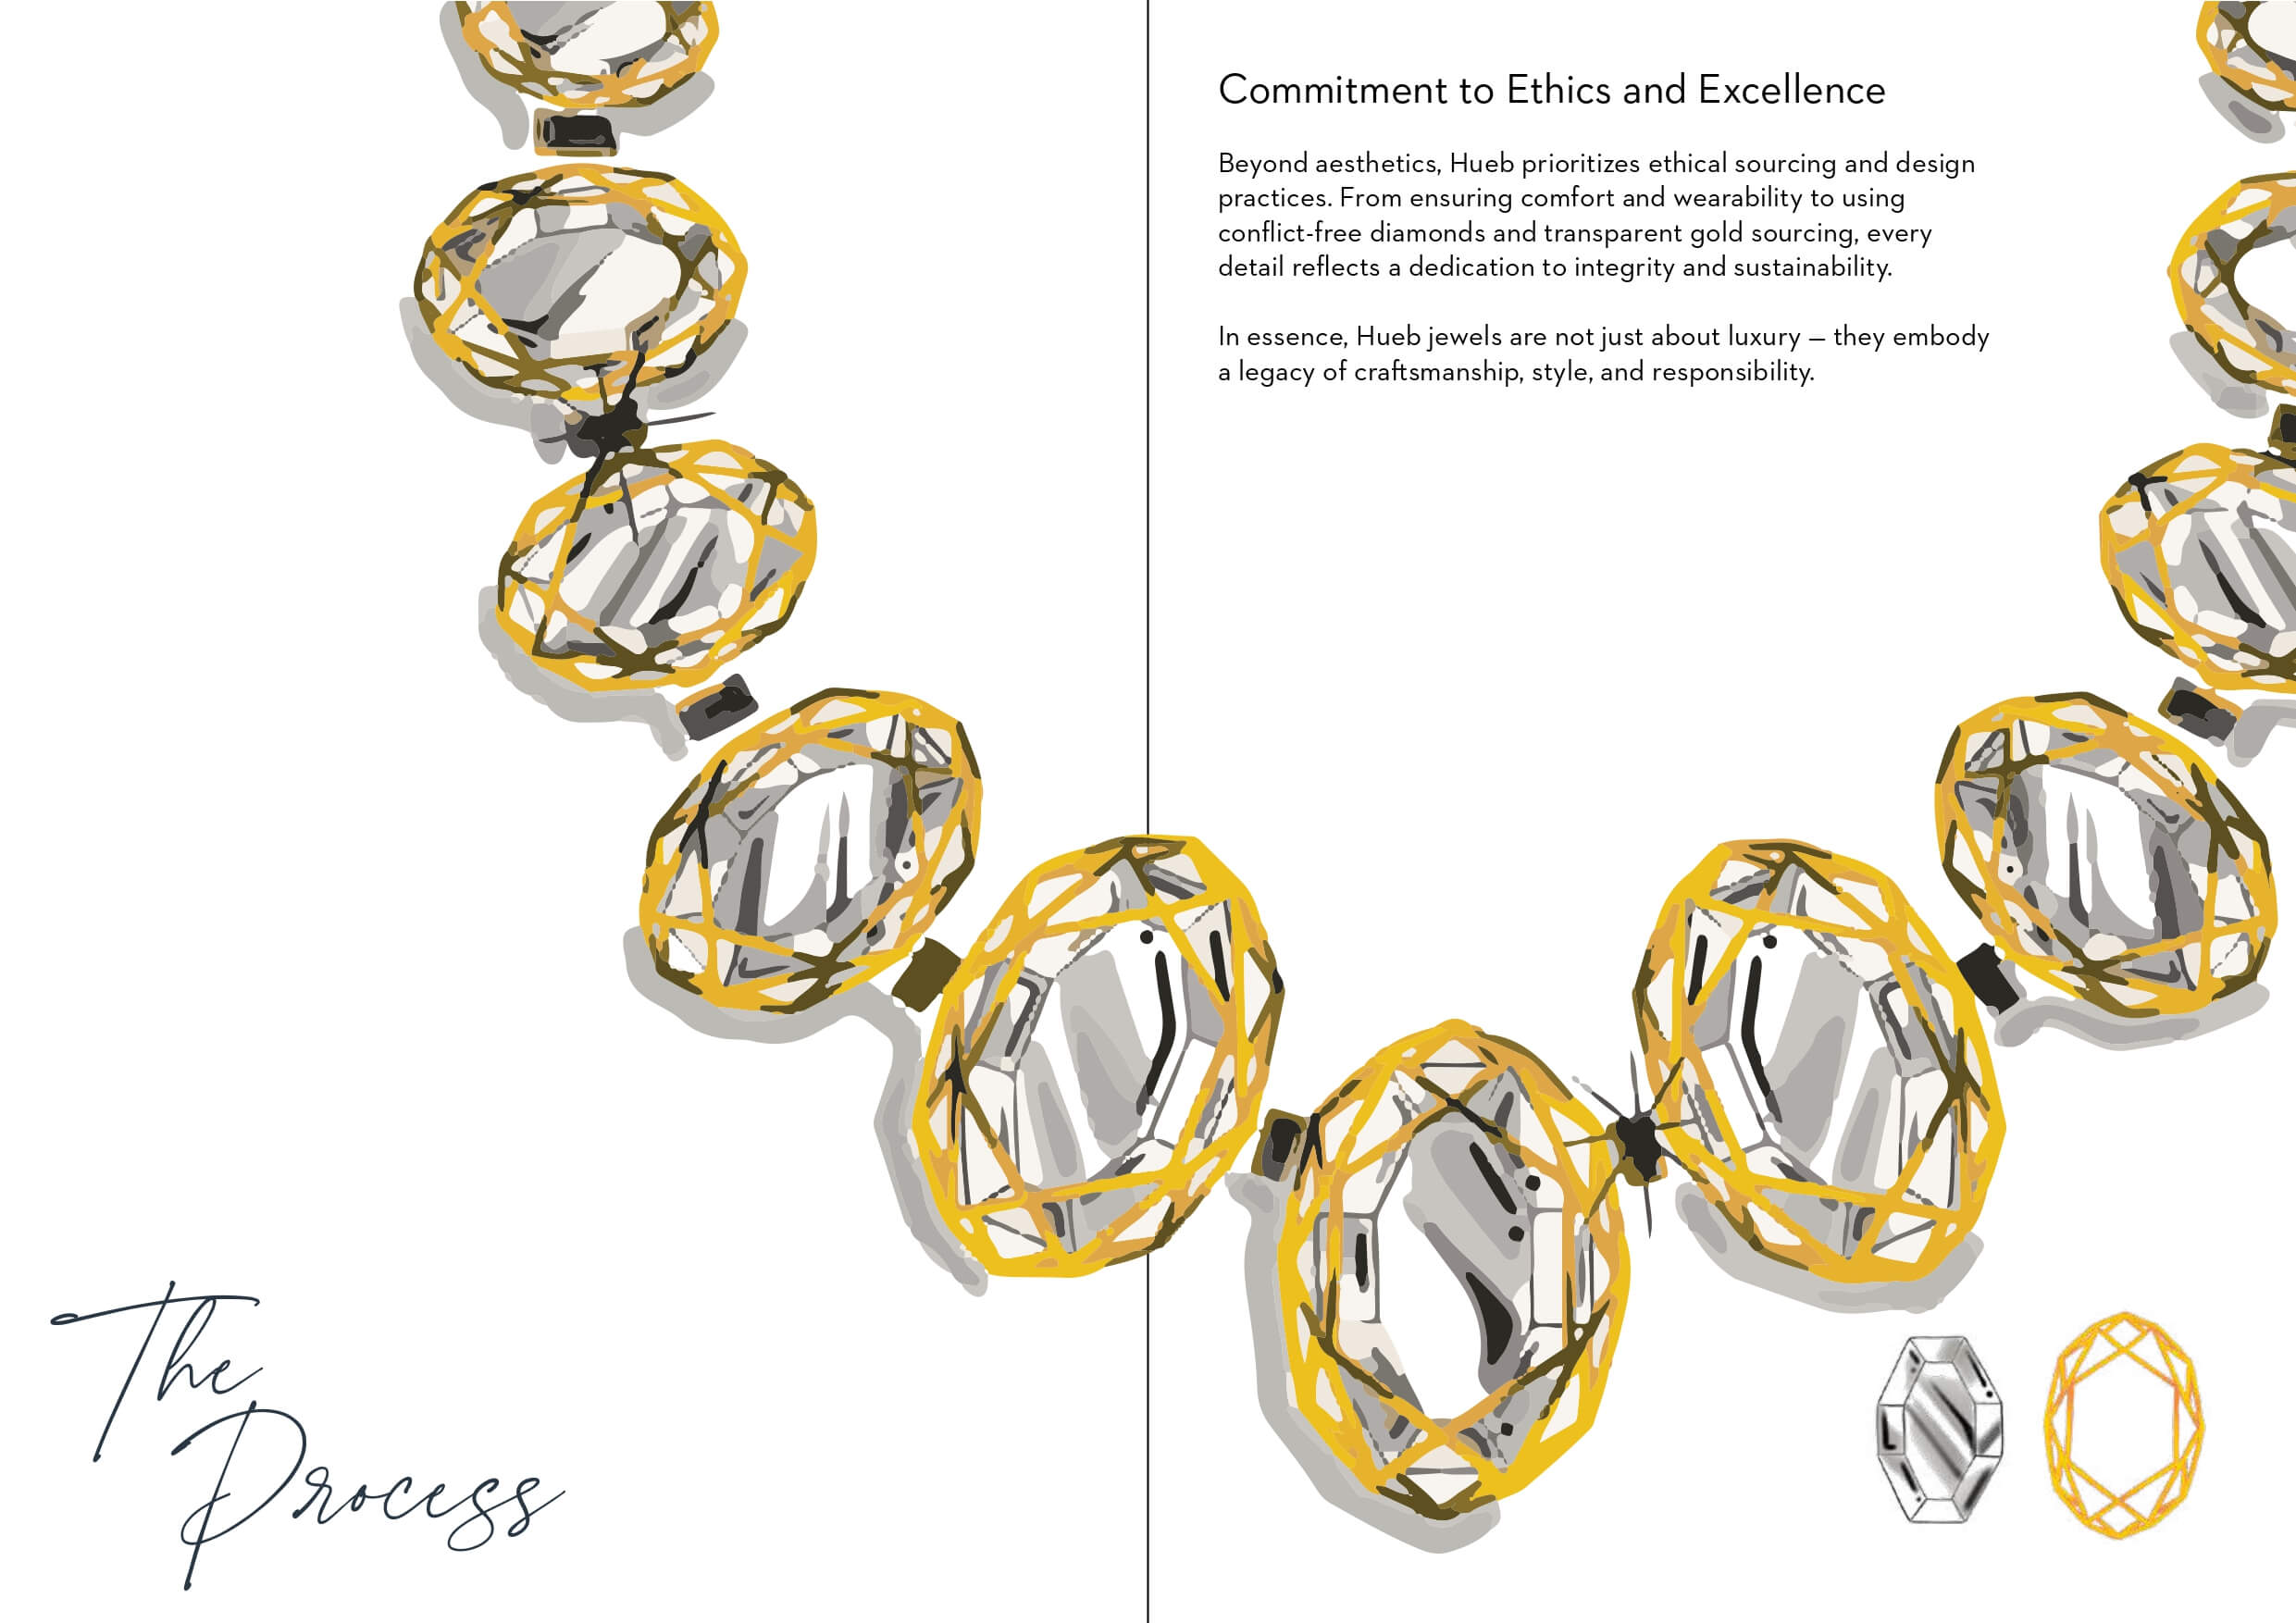 The
Process
Commitment to Ethics and Excellence
Beyond aesthetics, Hueb prioritizes ethical sourcing and design
practices. From ensuring comfort and wearability to using
conflict-free diamonds and transparent gold sourcing, every
detail reflects a dedication to integrity and sustainability.
In essence, Hueb jewels are not just about luxury — they embody
a legacy of craftsmanship, style, and responsibility.